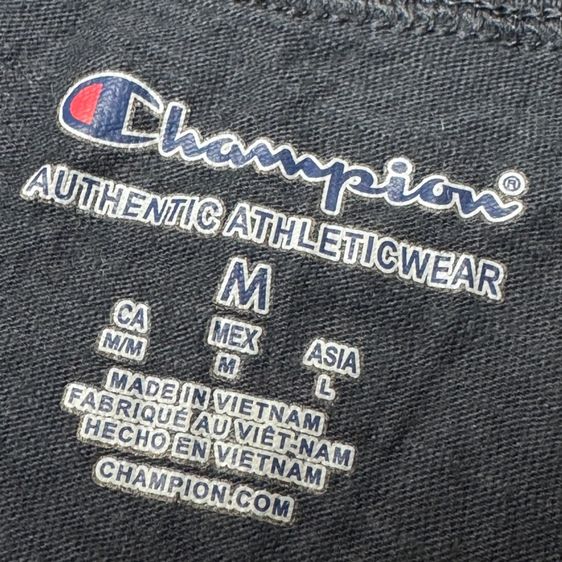 Champion®
AUTHENTIC ATHLETICWEAR
M
CA MEX ASIA
M/M M L
MADE IN VIETNAM
FABRIQUÉ AU VIÊT-NAM
HECHO EN VIETNAM
CHAMPION.COM